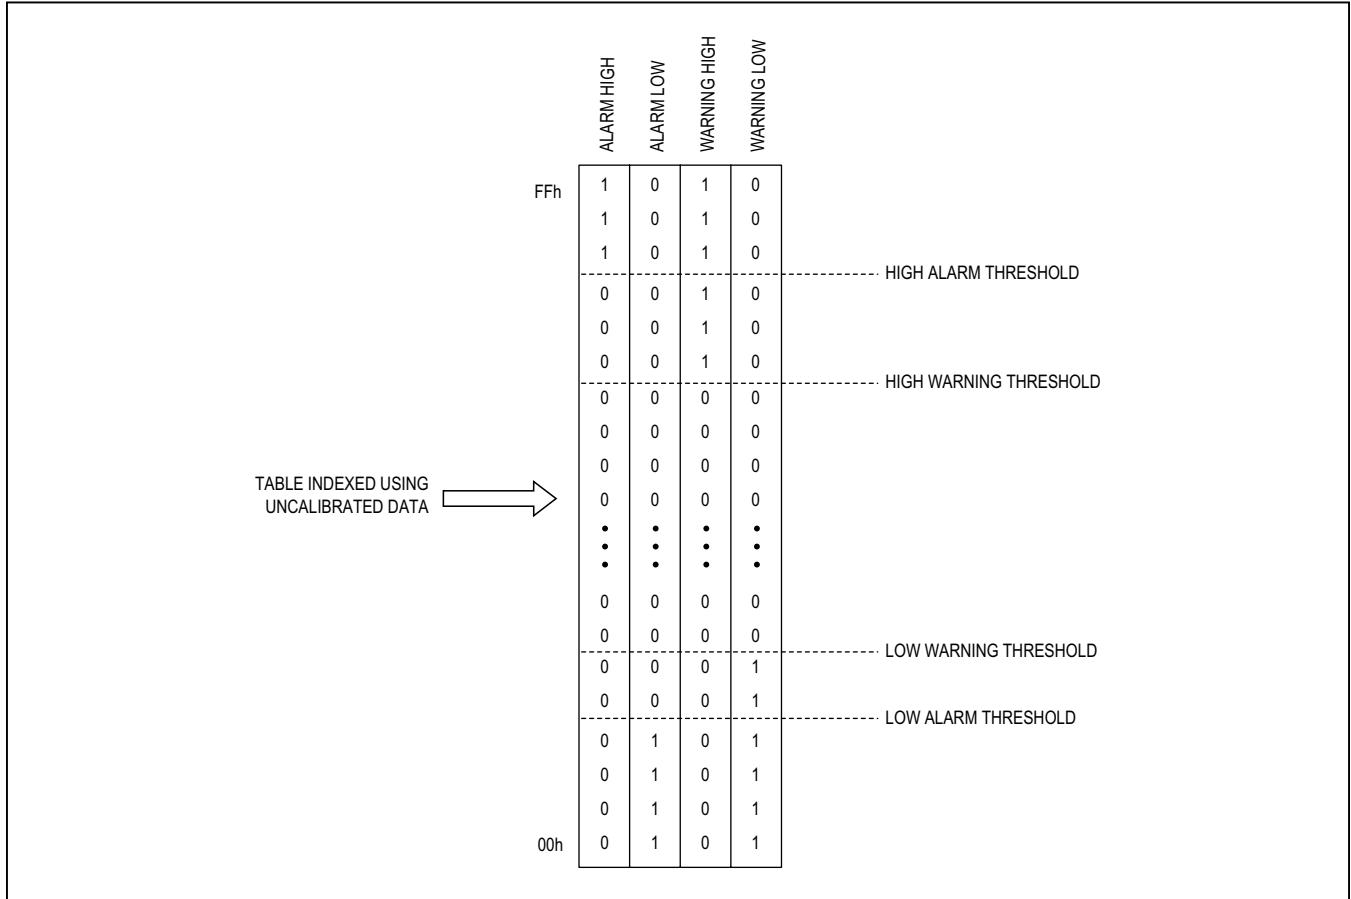 ALARM HIGH
ALARM LOW
WARNING HIGH
WARNING LOW
FFh 1 0 1 0
1 0 1 0
1 0 1 0
HIGH ALARM THRESHOLD
0 0 1 0
0 0 1 0
0 0 1 0
HIGH WARNING THRESHOLD
0 0 0 0
0 0 0 0
0 0 0 0
TABLE INDEXED USING
UNCALIBRATED DATA
0 0 0 0
0 0 0 0
0 0 0 0
LOW WARNING THRESHOLD
0 0 0 1
0 0 0 1
LOW ALARM THRESHOLD
0 1 0 1
0 1 0 1
0 1 0 1
00h 0 1 0 1